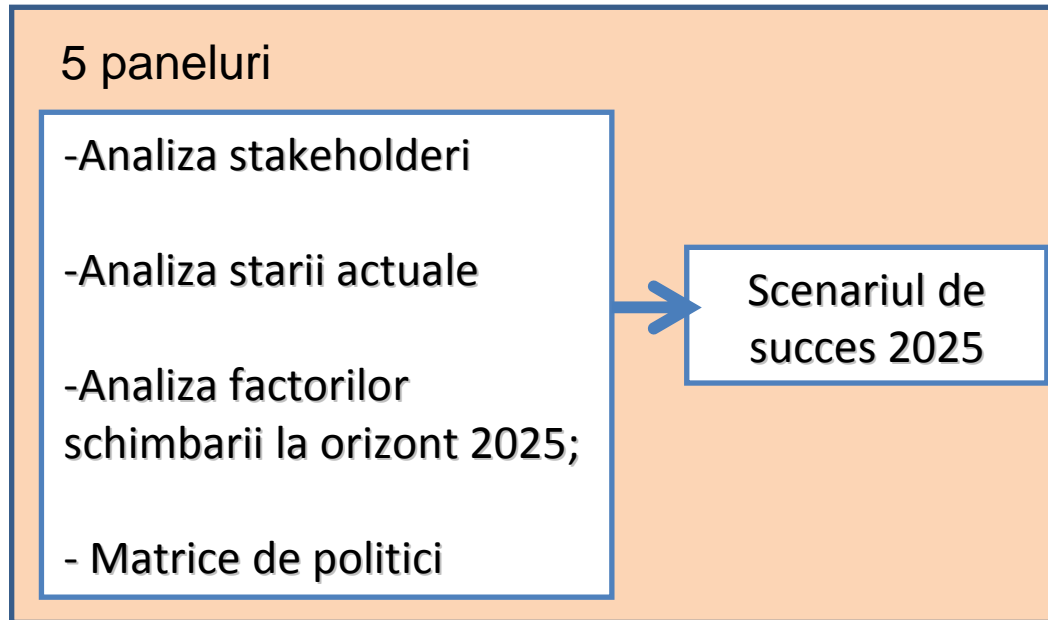 5 paneluri
-Analiza stakeholderi
-Analiza starii actuale
-Analiza factorilor
schimbarii la orizont 2025;
- Matrice de politici
Scenariul de
succes 2025